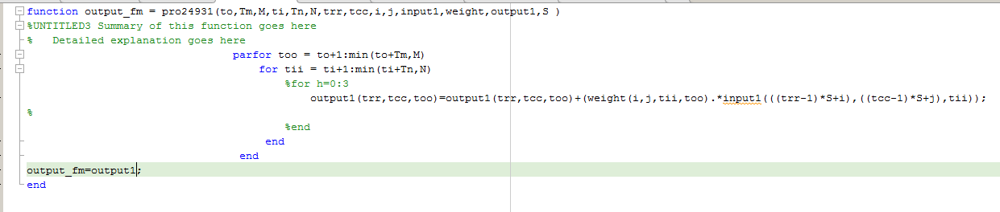 function output_fm = pro24931(to,Tm,M,ti,Tn,N,trr,tcc,i,j,input1,weight,output1,S )
%UNTITLED3 Summary of this function goes here
%   Detailed explanation goes here
parfor too = to+1:min(to+Tm,M)
for tii = ti+1:min(ti+Tn,N)
%for h=0:3
output1(trr,tcc,too)=output1(trr,tcc,too)+(weight(i,j,tii,too).*input1(((trr-1)*S+i),((tcc-1)*S+j),tii));
%
%end
end
end
output_fm=output1;
end